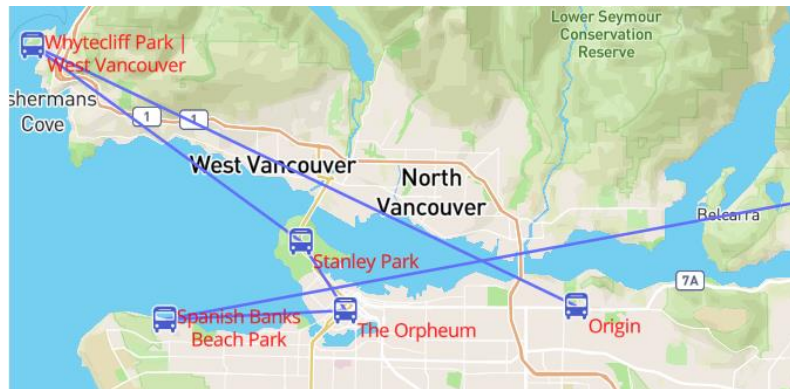 Lower Seymour
Conservation
Reserve
Whytecliff Park |
West Vancouver
shermans
Cove
1
1
West Vancouver
North
Vancouver
Belcarra
Stanley Park
7A
Spanish Banks
Beach Park
The Orpheum
Origin